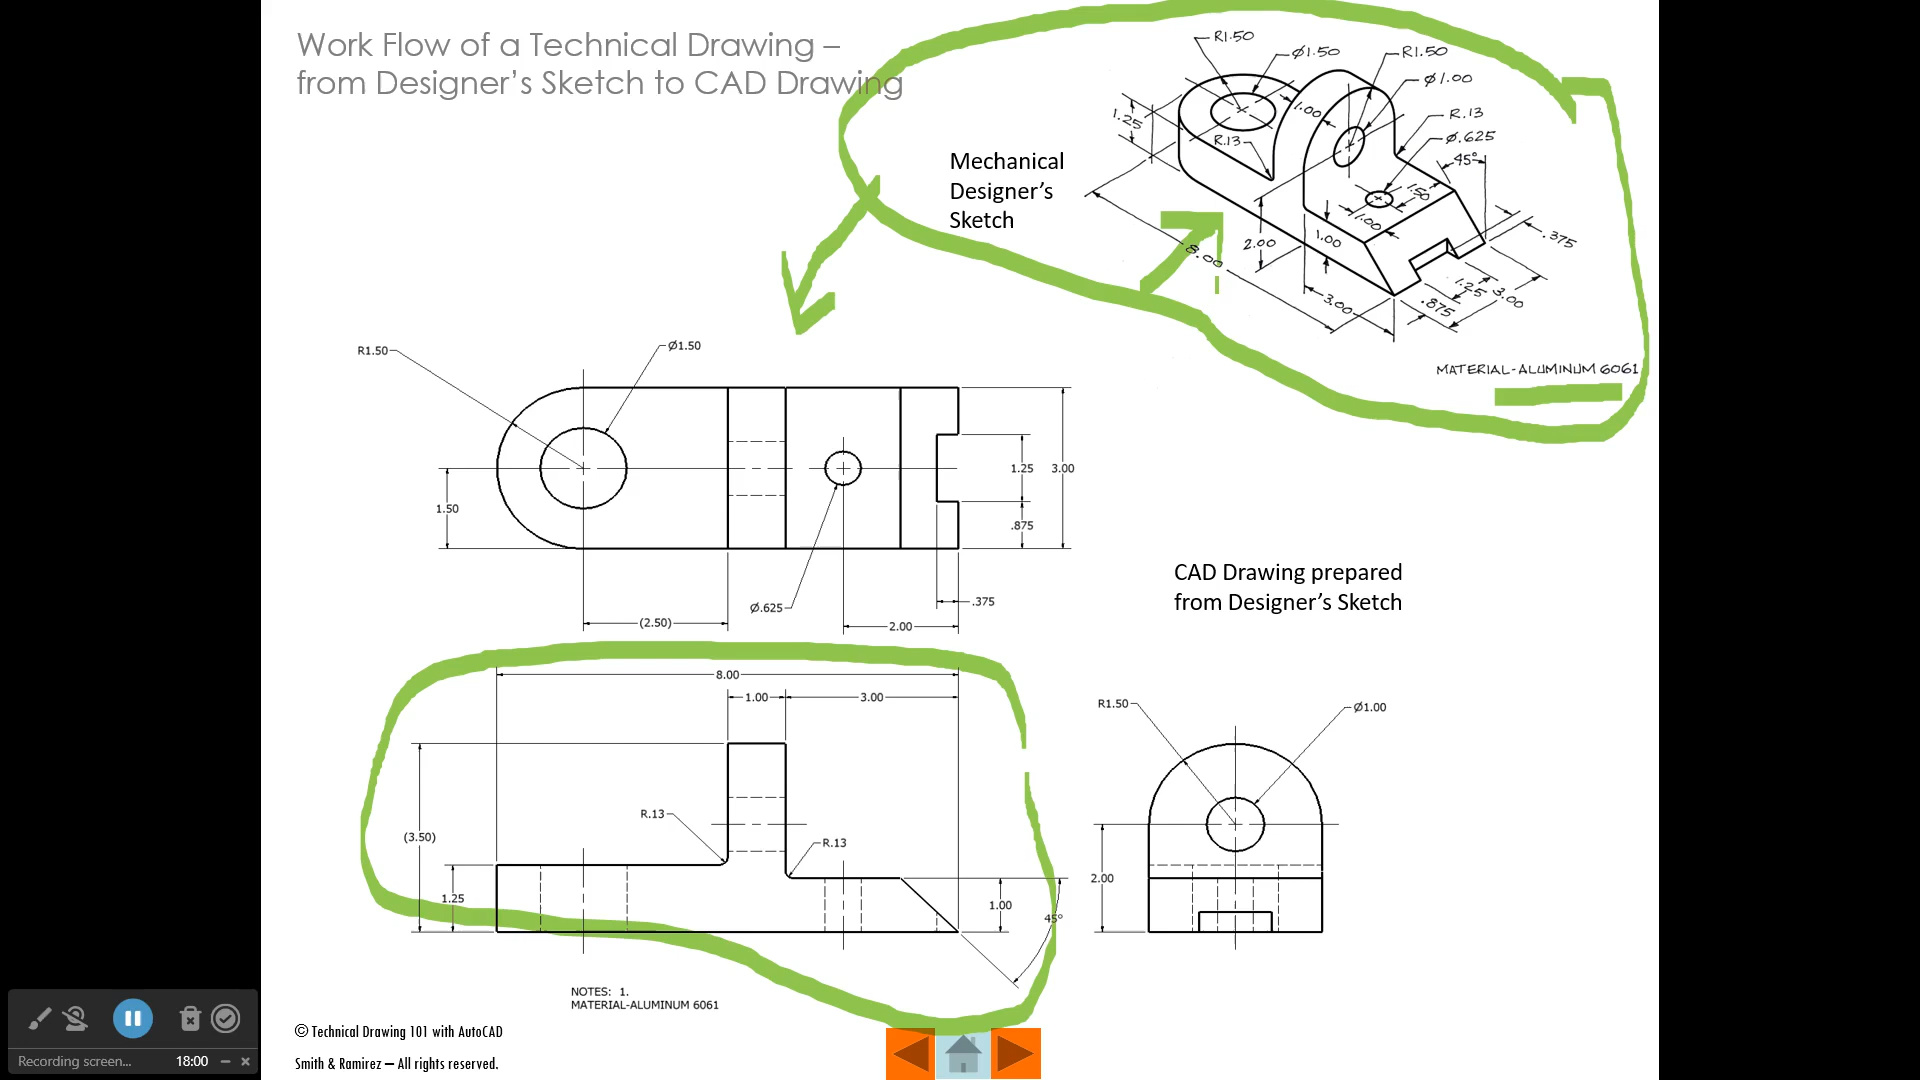 Work Flow of a Technical Drawing –
from Designer's Sketch to CAD Drawing
R1.50
Ø1.50
R1.50
Ø1.00
1.00
R.13
1.25
R.13
Ø.625
45°
Mechanical
Designer's
Sketch
1.50
1.00
1.00
2.00
8.00
.375
1.25
3.00
.875
3.00
MATERIAL-ALUMINUM 6061
R1.50
Ø1.50
1.25
3.00
1.50
.875
Ø.625
.375
(2.50)
2.00
CAD Drawing prepared
from Designer's Sketch
8.00
1.00
3.00
R.13
(3.50)
R.13
1.25
1.00
45°
R1.50
Ø1.00
2.00
NOTES: 1.
MATERIAL-ALUMINUM 6061
© Technical Drawing 101 with AutoCAD
Smith & Ramirez – All rights reserved.
Recording screen...
18:00